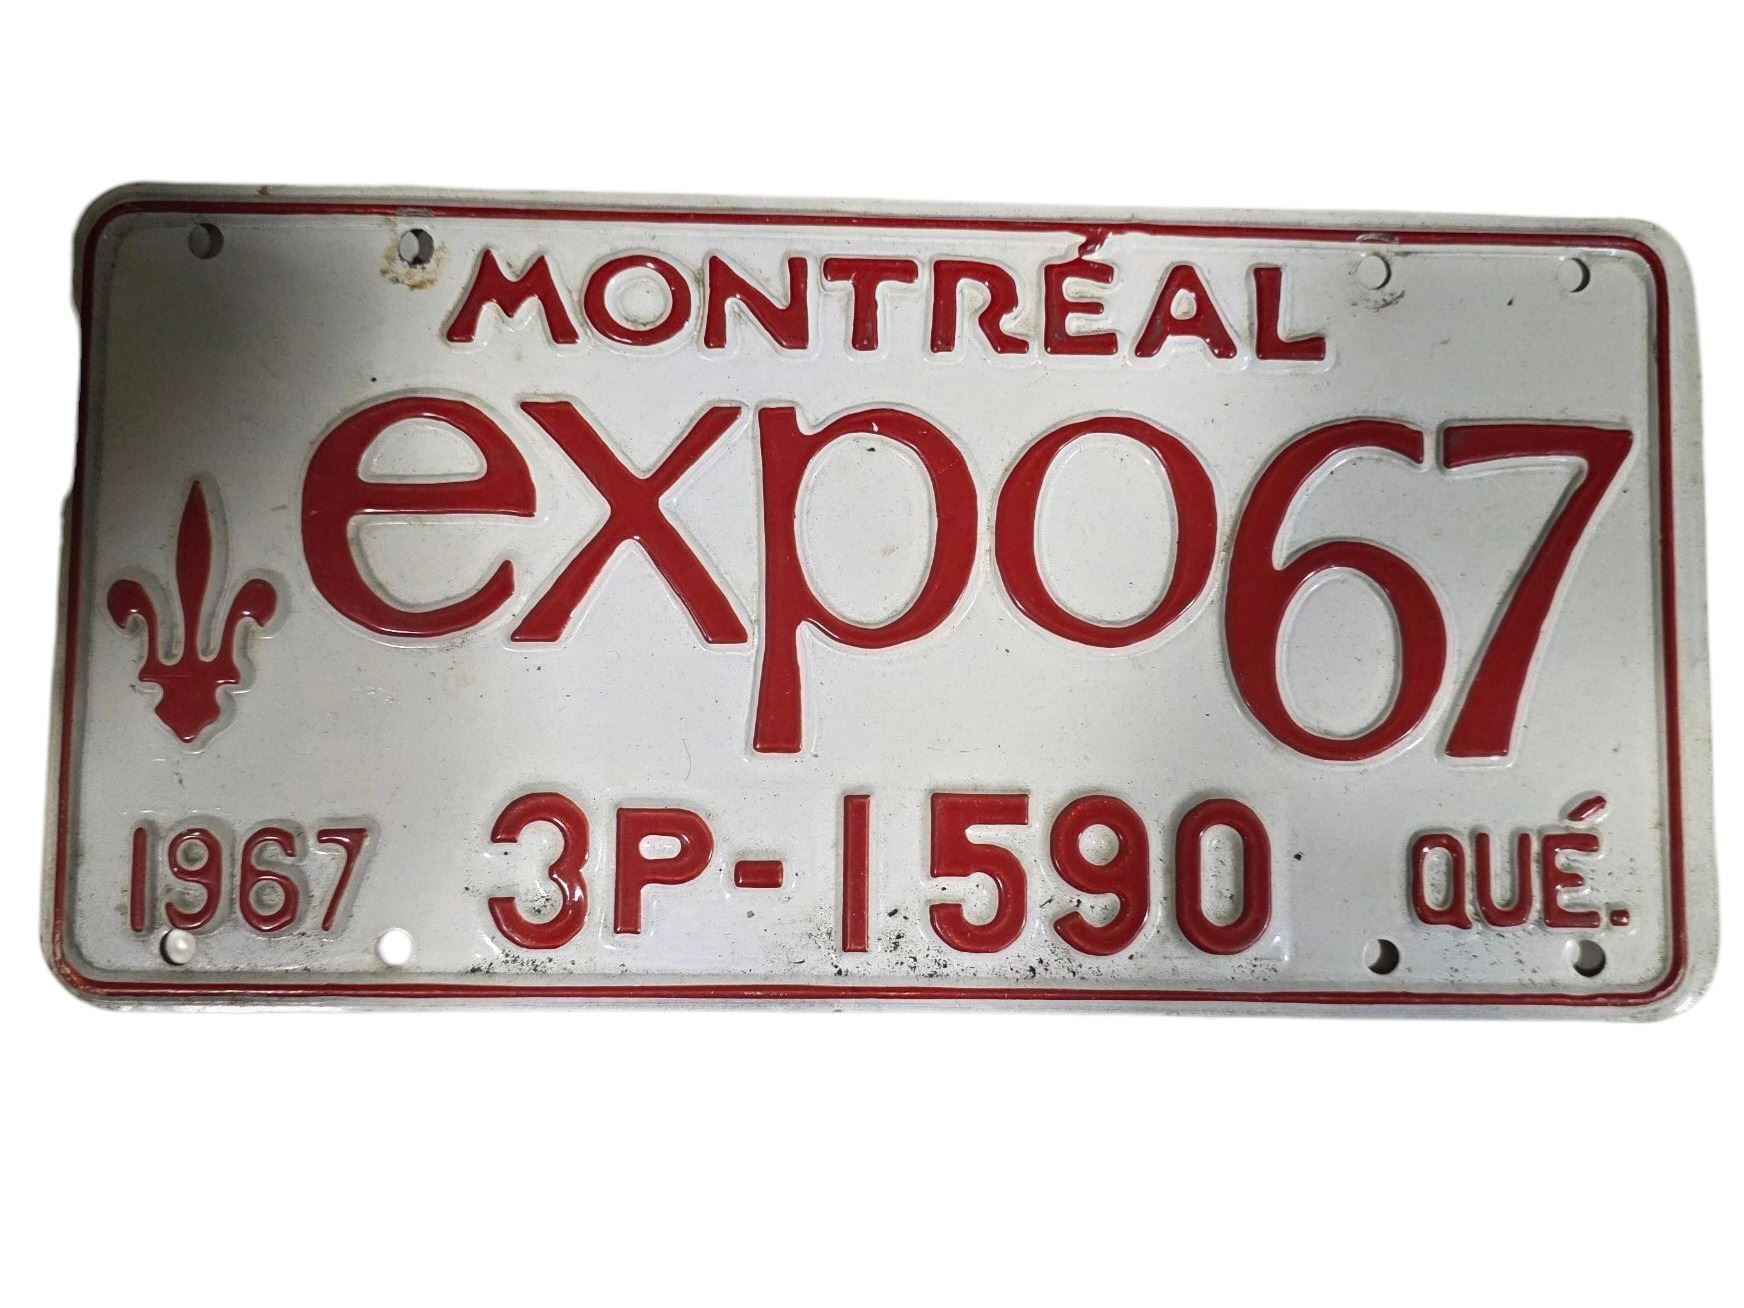 MONTRÉAL
expo67
1967 3P-1590 QUÉ.